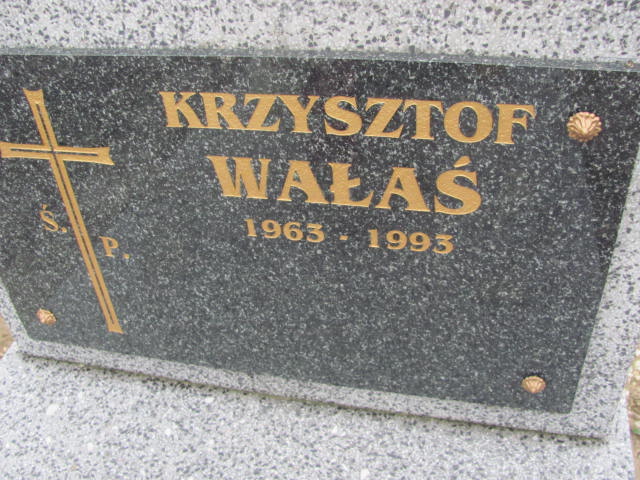 KRZYSZTOF
WAŁAŚ
1963 - 1993
Ś. P.